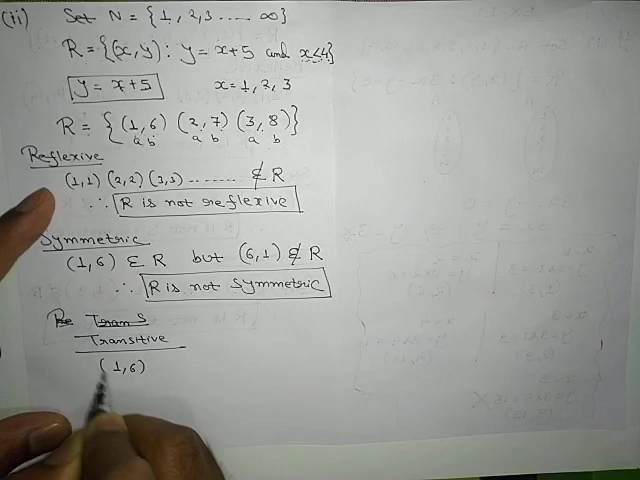 (ii) Set N = {1, 2, 3 ..... ∞}
R = {(x, y) : y = x+5 and x<4}
y = x+5 x = 1, 2, 3
R = {(1, 6) (2, 7) (3, 8)}
a b a b a b
Reflexive
(1,1) (2,2) (3,3) ....... ∉ R
∴ R is not reflexive
Symmetric
(1,6) ∈ R but (6,1) ∉ R
∴ R is not Symmetric
Transitive
(1,6)